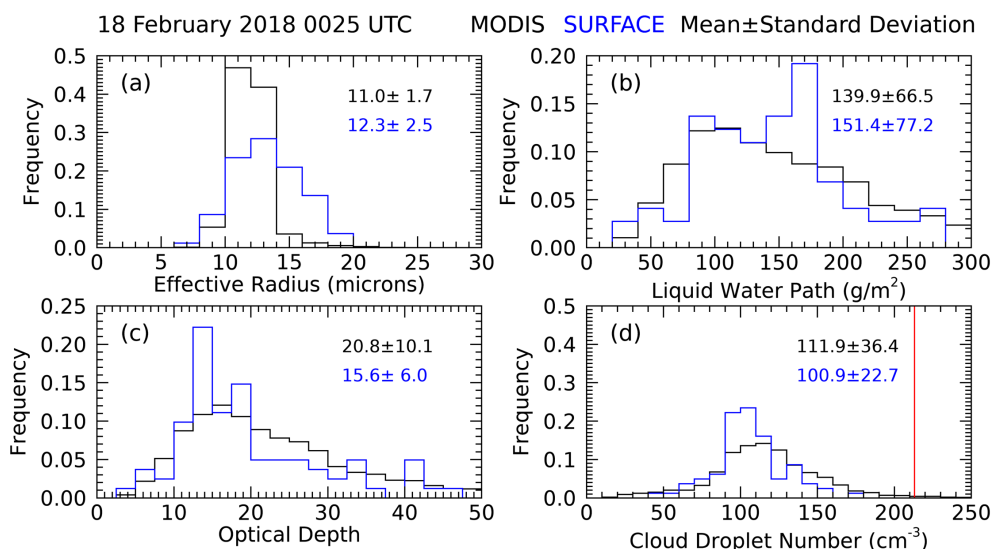 18 February 2018 0025 UTC MODIS SURFACE Mean±Standard Deviation
(a)
11.0± 1.7
12.3± 2.5
Frequency
0.5
0.4
0.3
0.2
0.1
0.0
0 5 10 15 20 25 30
Effective Radius (microns)
(b)
139.9±66.5
151.4±77.2
Frequency
0.20
0.15
0.10
0.05
0.00
0 50 100 150 200 250 300
Liquid Water Path (g/m²)
(c)
20.8±10.1
15.6± 6.0
Frequency
0.25
0.20
0.15
0.10
0.05
0.00
0 10 20 30 40 50
Optical Depth
(d)
111.9±36.4
100.9±22.7
Frequency
0.5
0.4
0.3
0.2
0.1
0.0
0 50 100 150 200 250
Cloud Droplet Number (cm⁻³)